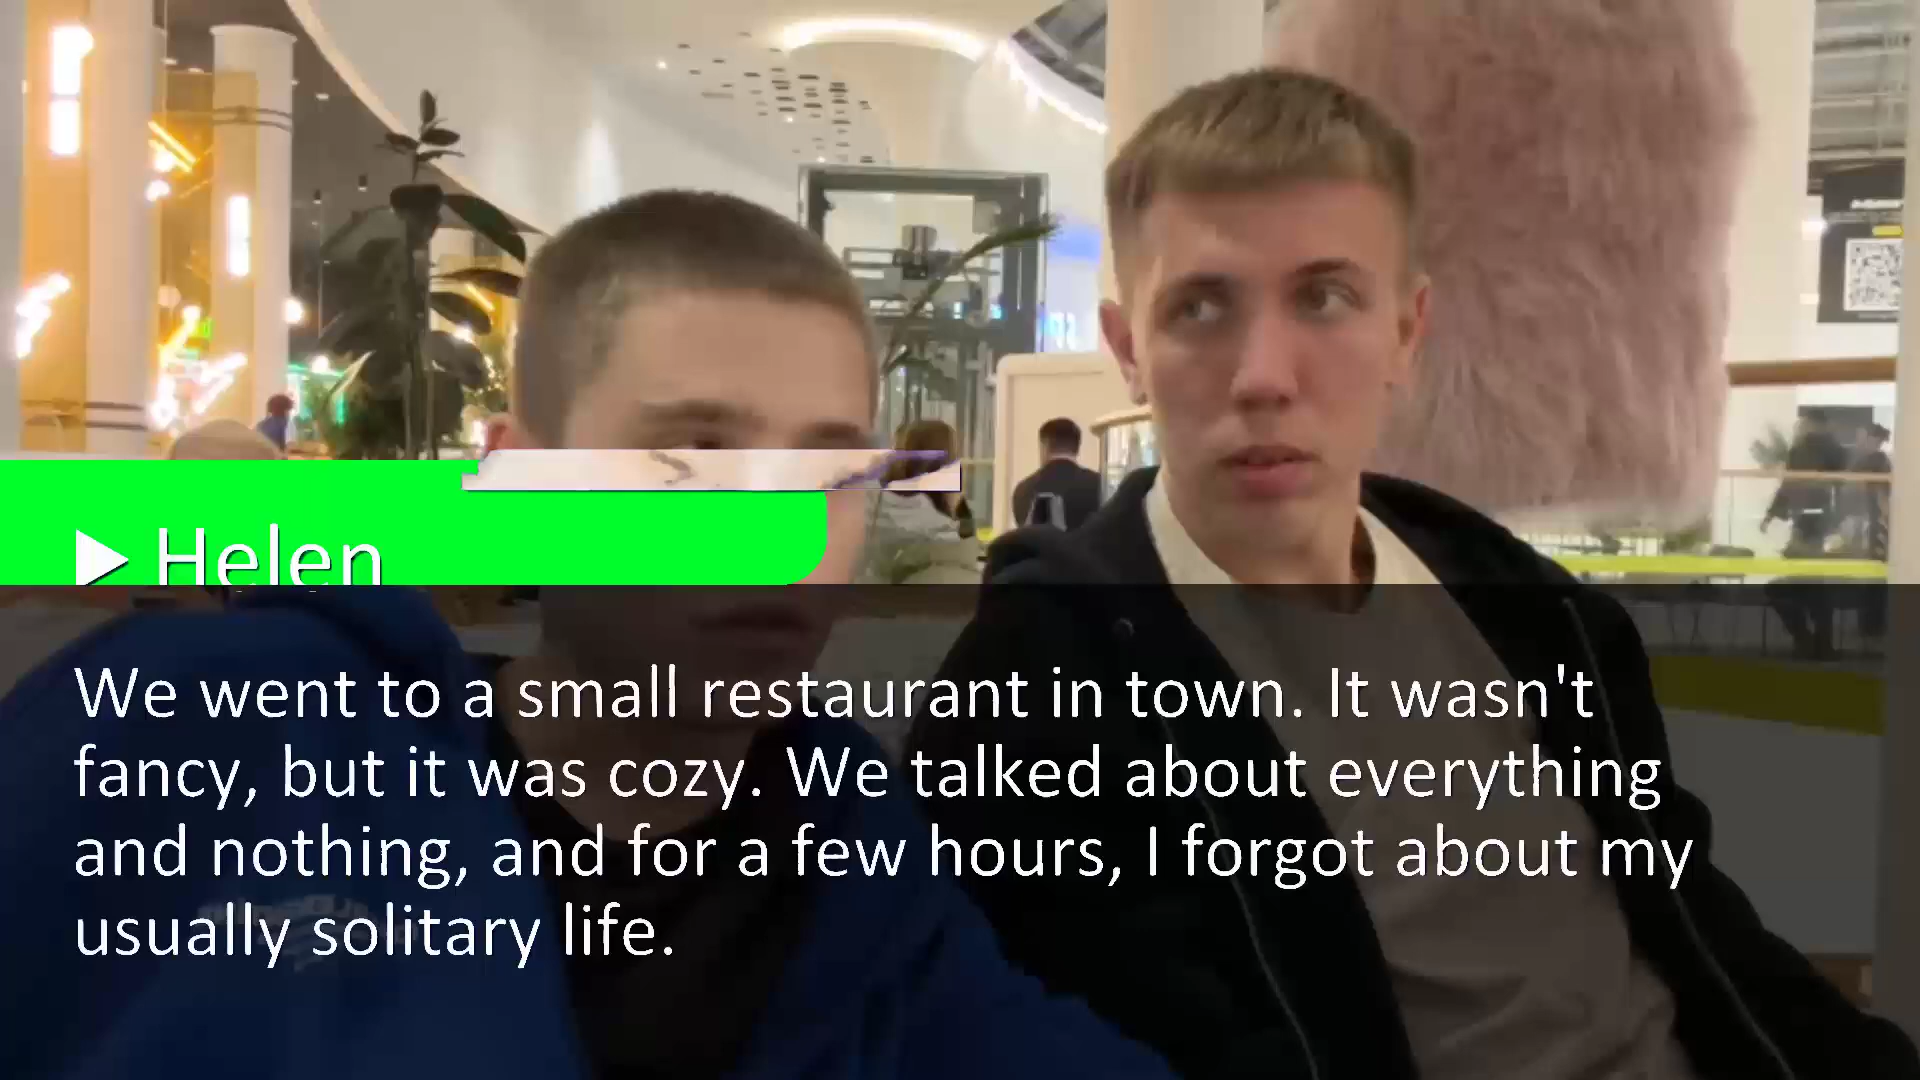 ▶ Helen
We went to a small restaurant in town. It wasn't
fancy, but it was cozy. We talked about everything
and nothing, and for a few hours, I forgot about my
usually solitary life.